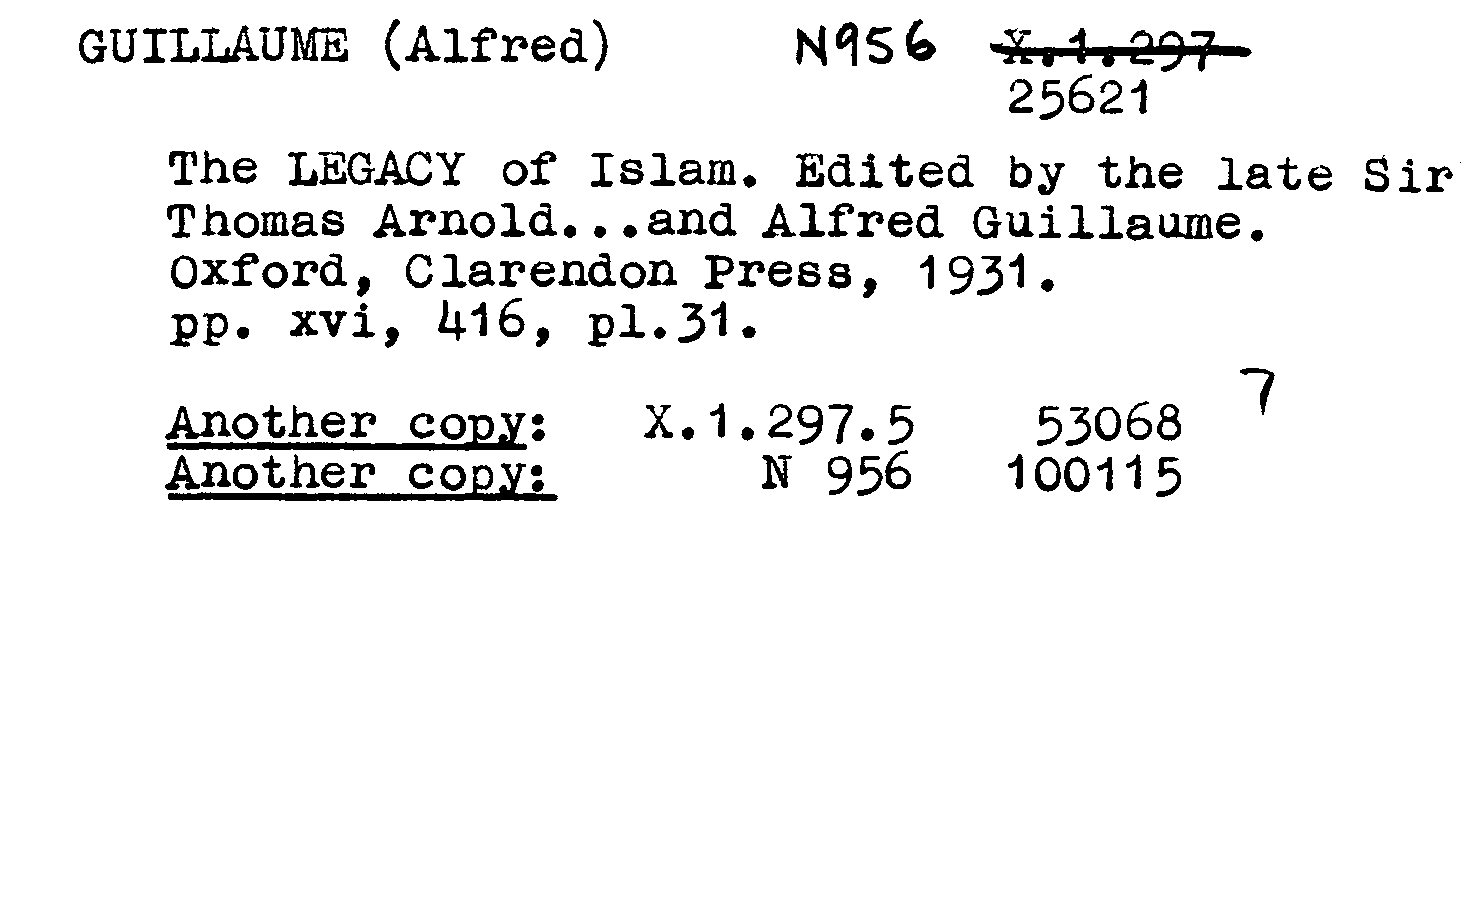 GUILLAUME (Alfred) N956 X.1.297
25621
The LEGACY of Islam. Edited by the late Sir
Thomas Arnold...and Alfred Guillaume.
Oxford, Clarendon Press, 1931.
pp. xvi, 416, pl.31.
7
Another copy: X.1.297.5 53068
Another copy: N 956 100115